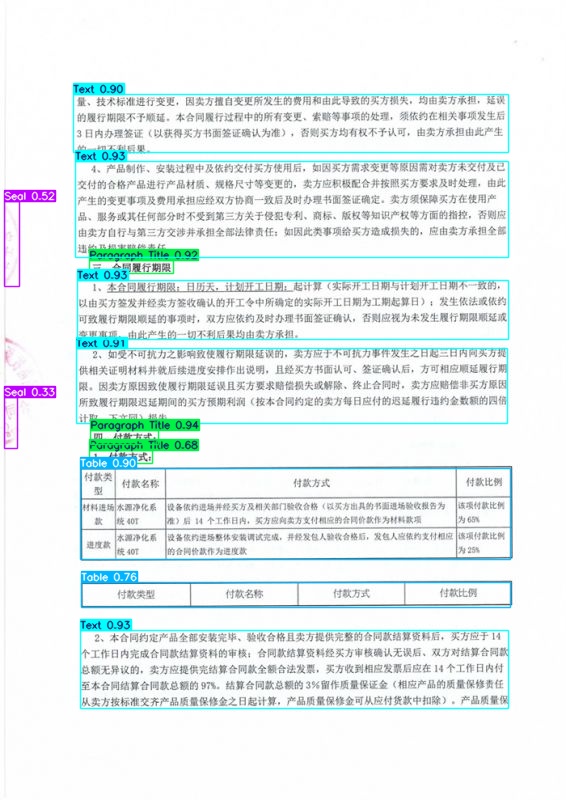 Text 0.90
量、技术标准进行变更，因卖方擅自变更所发生的费用和由此导致的买方损失，均由卖方承担，延误
的履行期限不予顺延。本合同履行过程中的所有变更、索赔等事项的处理，须依约在相关事项发生后
3 日内办理签证（以获得买方书面签证确认为准），否则买方均有权不予认可，由卖方承担由此产生
的一切不利后果。
Text 0.93
4、产品制作、安装过程中及依约交付买方使用后，如因买方需求变更等原因需对卖方未交付及已
交付的合格产品进行产品材质、规格尺寸等变更的，卖方应积极配合并按照买方要求及时处理，由此
产生的变更事项及费用承担应经双方协商一致后及时办理书面签证确定。卖方须保障买方在使用产
品、服务或其任何部分时不受到第三方关于侵犯专利、商标、版权等知识产权等方面的指控，否则应
由卖方自行与第三方交涉并承担全部法律责任；如因此类事项给买方造成损失的，应由卖方承担全部
违约及损害赔偿责任
Seal 0.52
Paragraph Title 0.92
三、合同履行期限
Text 0.93
1、本合同履行期限：日历天，计划开工日期：起计算（实际开工日期与计划开工日期不一致的，
以由买方签发并经卖方签收确认的开工令中所确定的实际开工日期为工期起算日）；发生依法或依约
可致履行期限顺延的事项时，双方应依约及时办理书面签证确认，否则应视为未发生履行期限顺延或
变更事项，由此产生的一切不利后果均由卖方承担。
Text 0.91
2、如受不可抗力之影响致使履行期限延误的，卖方应于不可抗力事件发生之日起三日内向买方提
供相关证明材料并就后续进度安排作出说明，且经买方书面认可、签证确认后，方可相应顺延履行期
限。因卖方原因致使履行期限延误且买方要求赔偿损失或解除、终止合同时，卖方应赔偿非买方原因
所致履行期限迟延期间的买方预期利润（按本合同约定的卖方每日应付的迟延履行违约金数额的四倍
计取，下文同）损失
Seal 0.33
Paragraph Title 0.94
四、付款方式：
Paragraph Title 0.68
1、付款方式：
Table 0.90
付款类型 付款名称 付款方式 付款比例
材料进场款 水源净化系统 40T 设备依约进场并经买方及相关部门验收合格（以买方出具的书面进场验收报告为准）后 14 个工作日内，买方应向卖方支付相应的合同价款作为材料款项 该项付款比例为 65%
进度款 水源净化系统 40T 设备依约进场整体安装调试完成，并经发包人验收合格后，发包人应依约支付相应的合同价款作为进度款 该项付款比例为 25%
Table 0.76
付款类型 付款名称 付款方式 付款比例
Text 0.93
2、本合同约定产品全部安装完毕、验收合格且卖方提供完整的合同款结算资料后，买方应于 14
个工作日内完成合同款结算资料的审核；合同款结算资料经买方审核确认无误后、双方对结算合同款
总额无异议的，卖方应提供完结算合同款全额合法发票，买方收到相应发票后应在 14 个工作日内付
至本合同结算合同款总额的 97%。结算合同款总额的 3%留作质量保证金（相应产品的质量保修责任
从卖方按标准交齐产品质量保修金之日起计算，产品质量保修金可从应付货款中扣除）。产品质量保